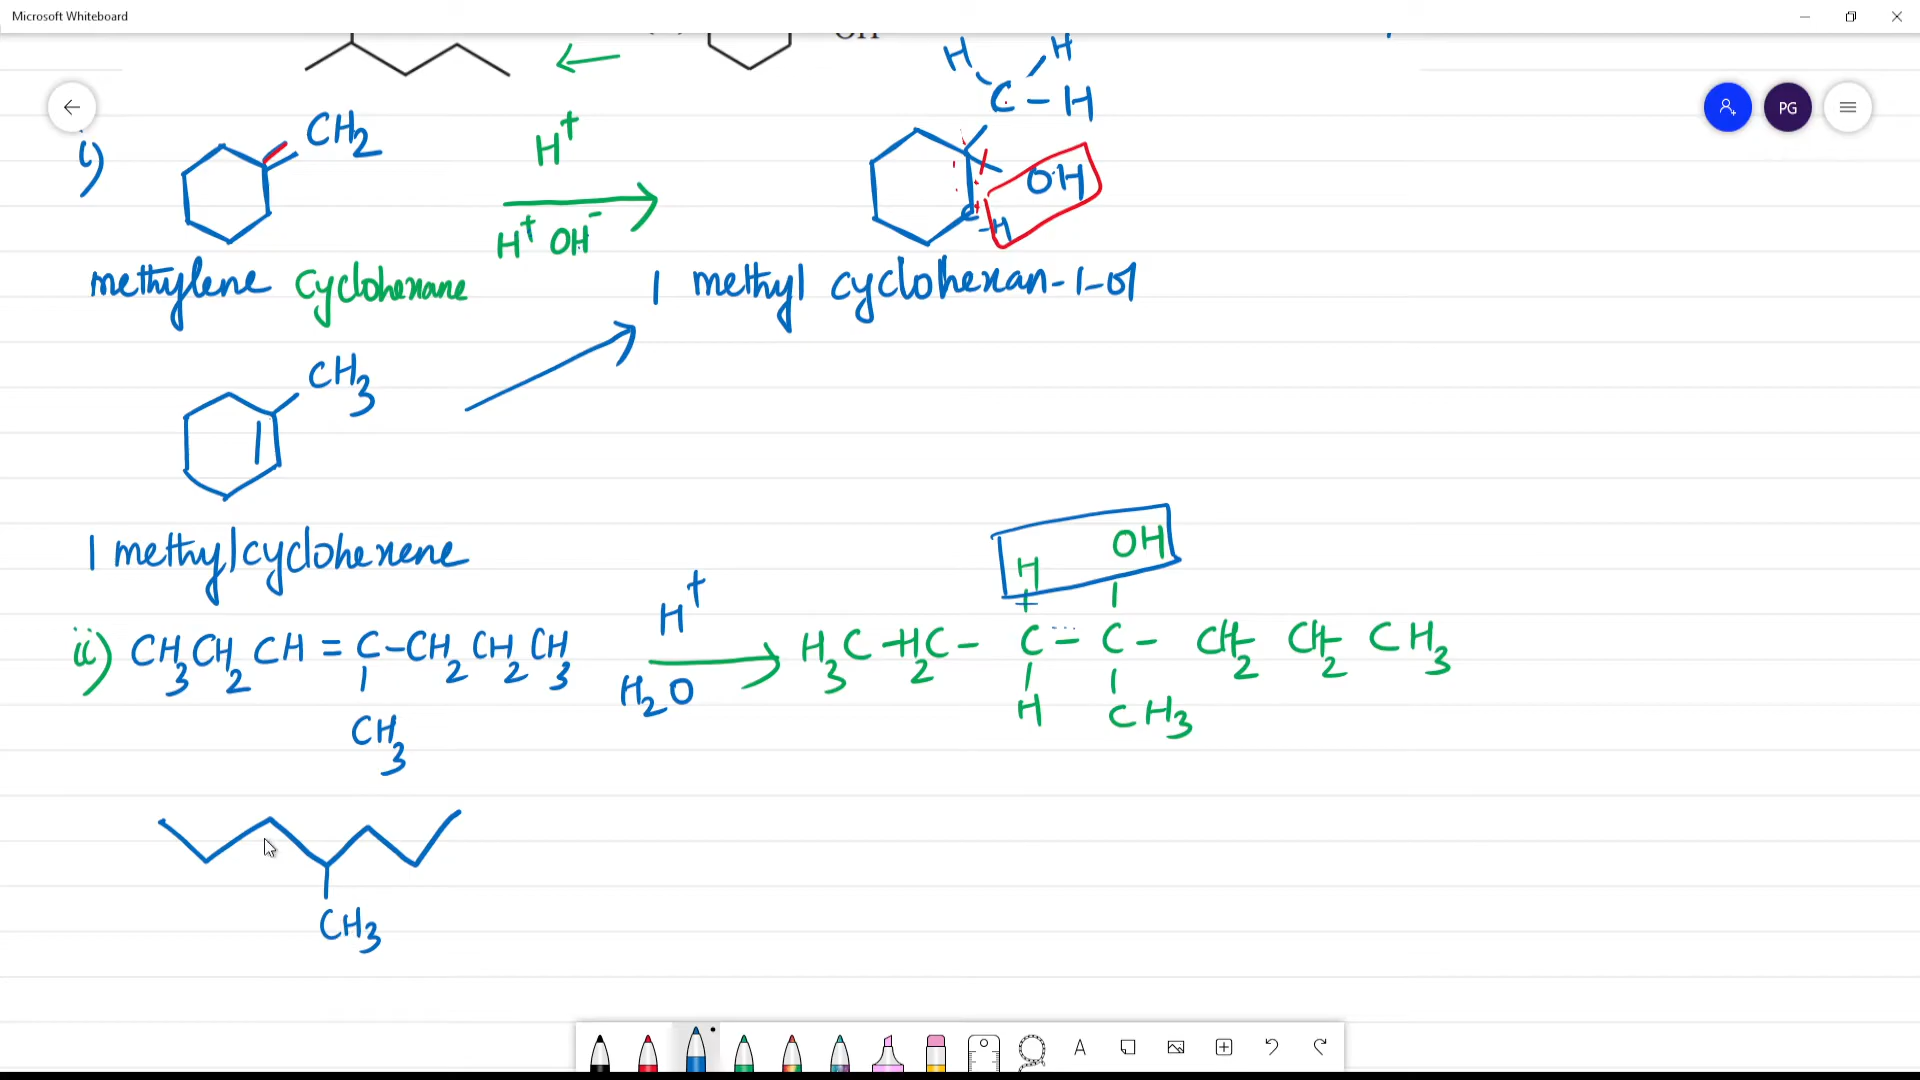 Microsoft Whiteboard
OH
PG
H H
C - H
i) CH2 H+ OH
H+ OH- -H
methylene cyclohexane 1 methyl cyclohexan-1-ol
CH3
1 methylcyclohexene
H OH
ii) CH3CH2CH = C-CH2CH2CH3 H+ H2O H3C-H2C- C - C - CH2 CH2 CH3
CH3 H CH3
CH3
A